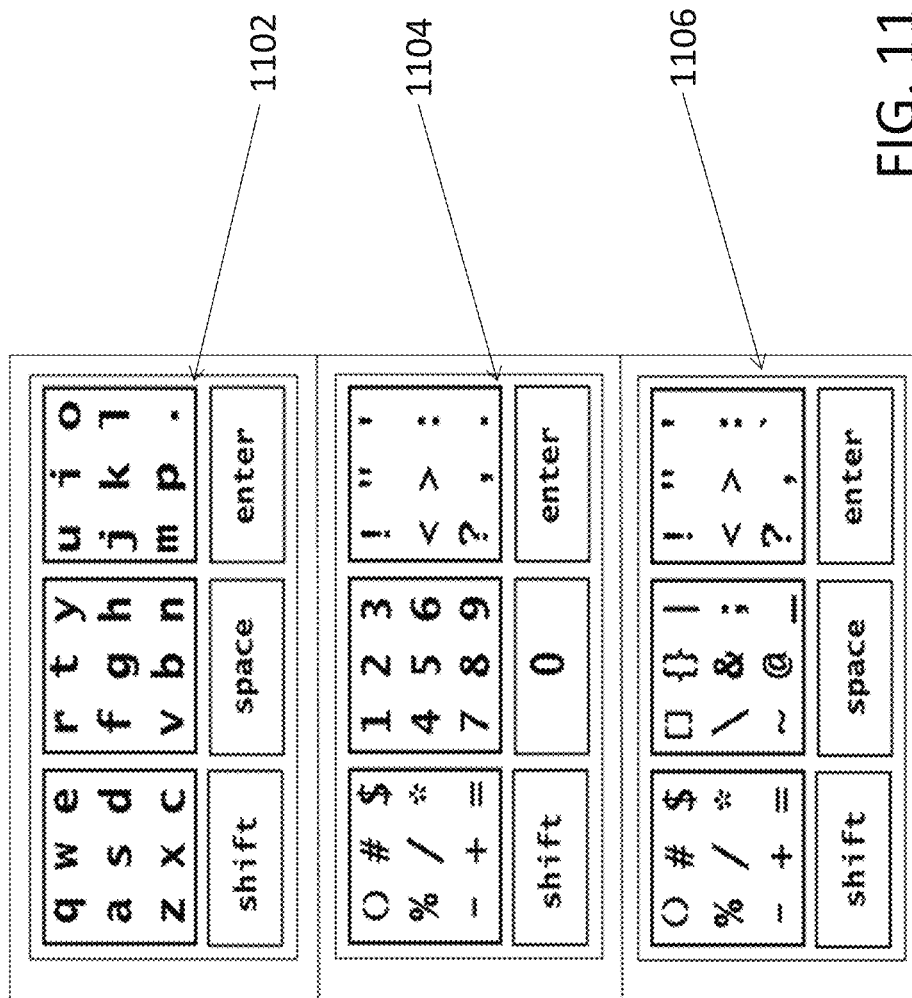 q w e r t y u i o
a s d f g h j k l
z x c v b n m p .
shift space enter
1102
() # $ 1 2 3 ! " '
% / * 4 5 6 < > :
- + = 7 8 9 ? , .
shift 0 enter
1104
() # $ [] {} | ! " '
% / * \ & ; < > :
- + = ~ @ _ ? , `
shift space enter
1106
FIG. 11